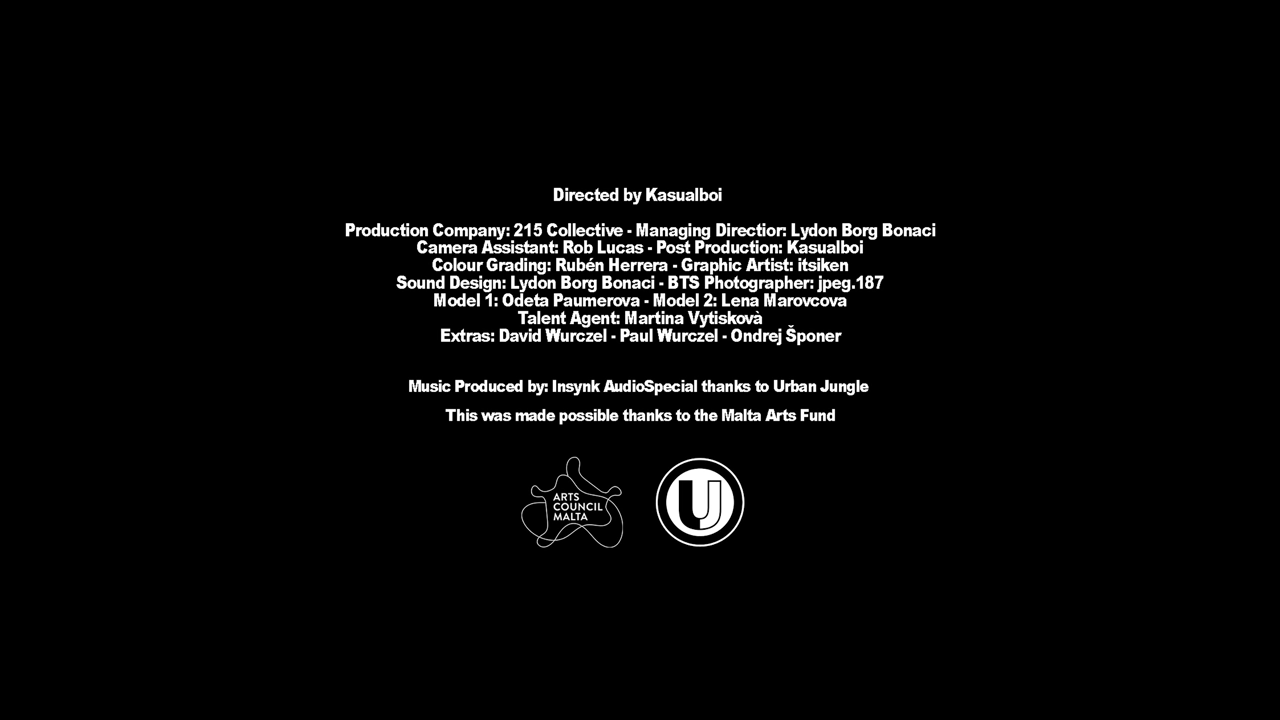 Directed by Kasualboi
Production Company: 215 Collective - Managing Directior: Lydon Borg Bonaci
Camera Assistant: Rob Lucas - Post Production: Kasualboi
Colour Grading: Rubén Herrera - Graphic Artist: itsiken
Sound Design: Lydon Borg Bonaci - BTS Photographer: jpeg.187
Model 1: Odeta Paumerova - Model 2: Lena Marovcova
Talent Agent: Martina Vytiskovà
Extras: David Wurczel - Paul Wurczel - Ondrej Šponer
Music Produced by: Insynk AudioSpecial thanks to Urban Jungle
This was made possible thanks to the Malta Arts Fund
ARTS
COUNCIL
MALTA
UJ